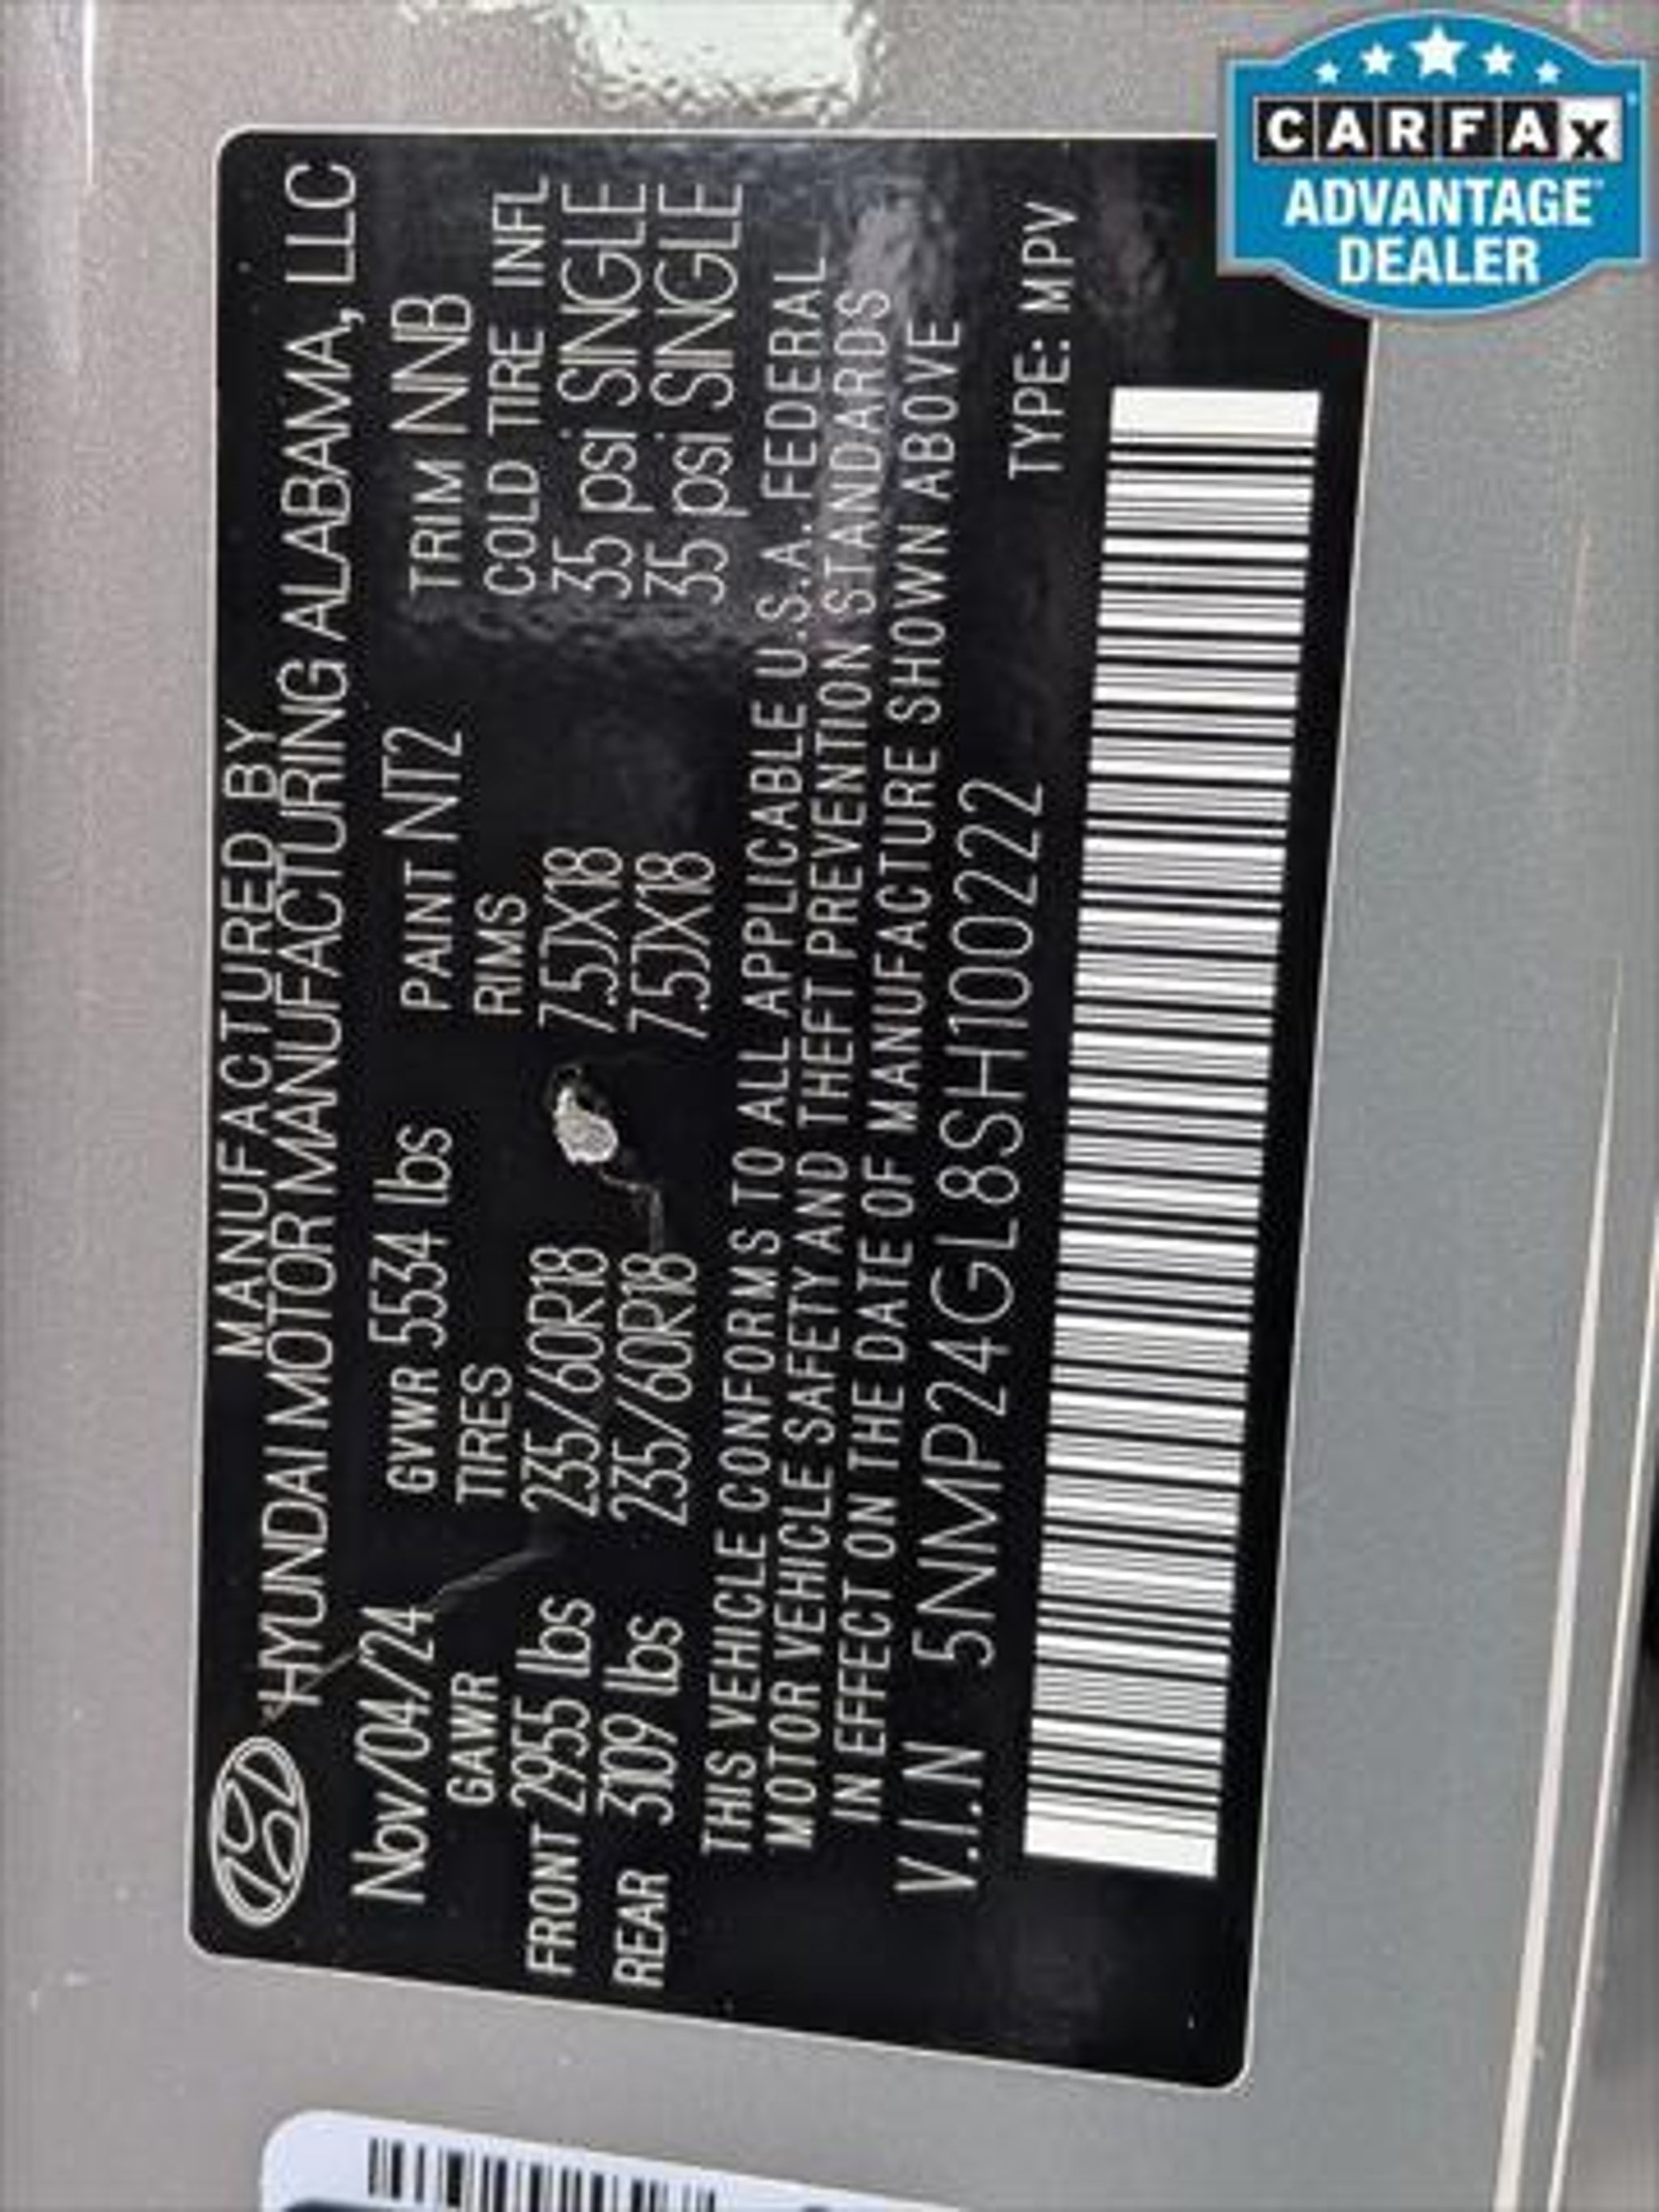 MANUFACTURED BY
HYUNDAI MOTOR MANUFACTURING ALABAMA, LLC
Nov/04/24 GVWR 5534 lbs PAINT NT2 TRIM NNB
GAWR TIRES RIMS COLD TIRE INFL
FRONT 2955 lbs 235/60R18 7.5JX18 35 psi SINGLE
REAR 3109 lbs 235/60R18 7.5JX18 35 psi SINGLE
THIS VEHICLE CONFORMS TO ALL APPLICABLE U.S.A. FEDERAL
MOTOR VEHICLE SAFETY AND THEFT PREVENTION STANDARDS
IN EFFECT ON THE DATE OF MANUFACTURE SHOWN ABOVE
V.I.N 5NMP24GL8SH100222
TYPE: MPV
CARFAX
ADVANTAGE
DEALER